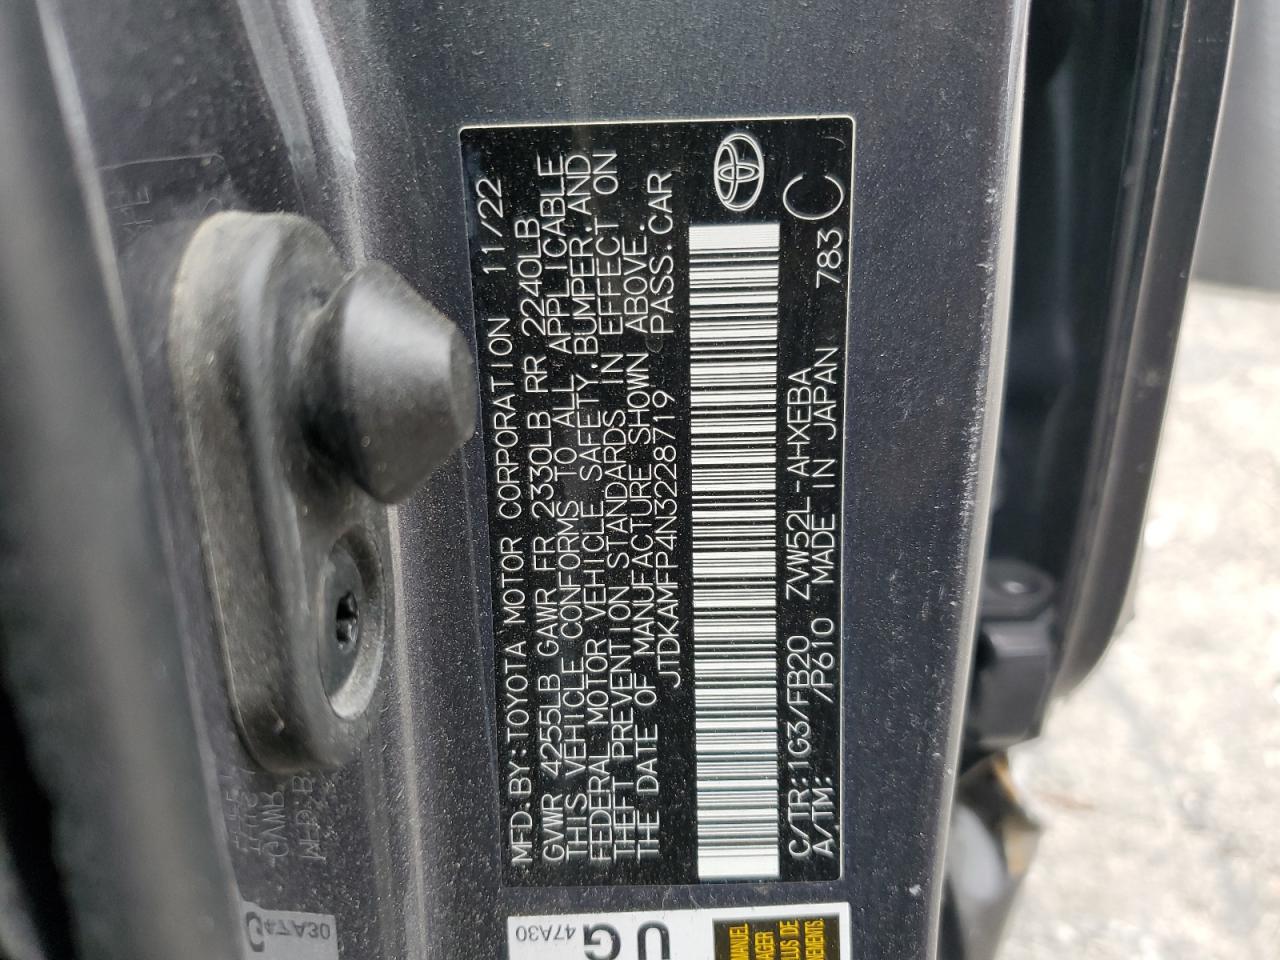 MFD.BY:TOYOTA MOTOR CORPORATION 11/22
GVWR 4255LB GAWR FR 2330LB RR 2240LB
THIS VEHICLE CONFORMS TO ALL APPLICABLE
FEDERAL MOTOR VEHICLE SAFETY,BUMPER,AND
THEFT PREVENTION STANDARDS IN EFFECT ON
THE DATE OF MANUFACTURE SHOWN ABOVE.
JTDKAMFP4N3228719 PASS.CAR
C/TR:1G3/FB20 ZVW52L-AHXEBA C
A/TM: /P610 MADE IN JAPAN 783 J
UG
47A30
MANUEL